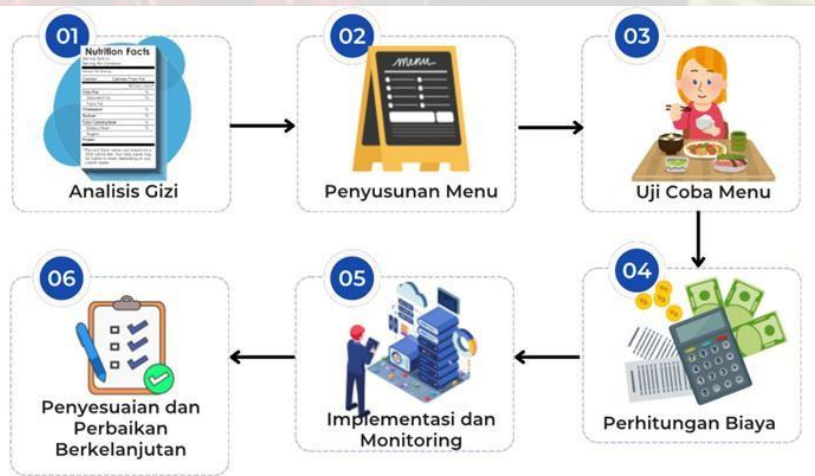 01
Nutrition Facts
Analisis Gizi
02
menu
Penyusunan Menu
03
Uji Coba Menu
04
Perhitungan Biaya
05
Implementasi dan
Monitoring
06
Penyesuaian dan
Perbaikan
Berkelanjutan